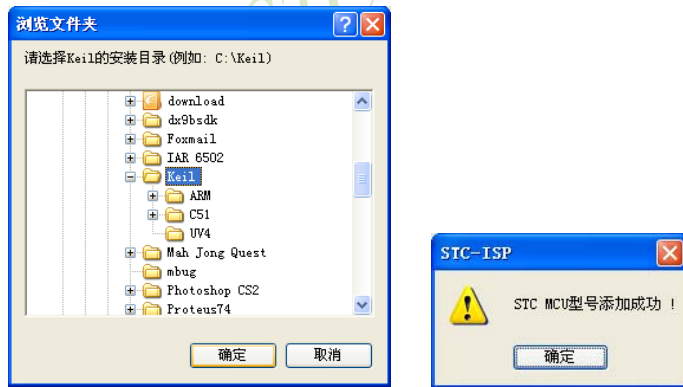 浏览文件夹
请选择Keil的安装目录(例如: C:\Keil)
download
dx9bsdk
Foxmail
IAR 6502
Keil
ARM
C51
UV4
Mah Jong Quest
mbug
Photoshop CS2
Proteus74
确定
取消
STC-ISP
STC MCU型号添加成功 !
确定